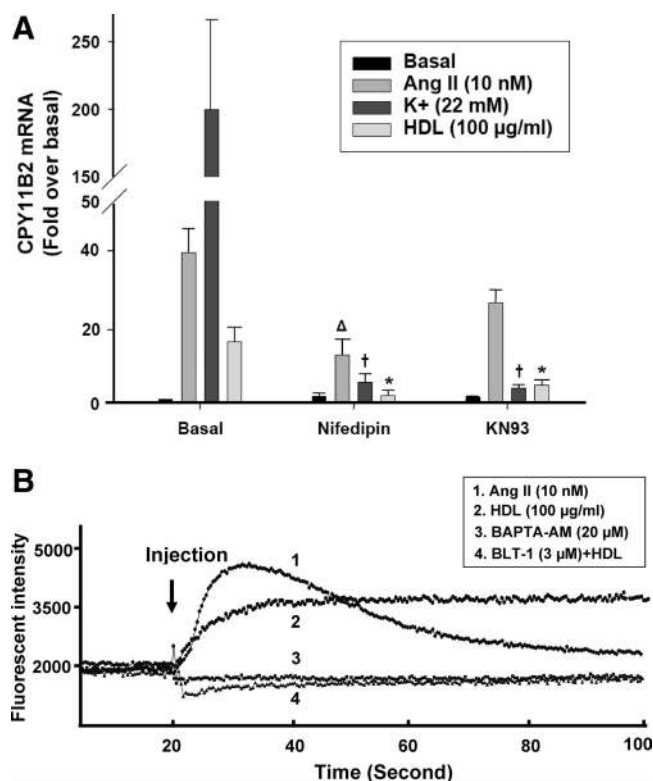 A
CPY11B2 mRNA
(Fold over basal)
250
200
150
50
40
20
0
Basal
Ang II (10 nM)
K+ (22 mM)
HDL (100 µg/ml)
Δ
†
*
†
*
Basal
Nifedipin
KN93
B
1. Ang II (10 nM)
2. HDL (100 µg/ml)
3. BAPTA-AM (20 µM)
4. BLT-1 (3 µM)+HDL
Fluorescent intensity
5000
3500
2000
Injection
1
2
3
4
20
40
60
80
100
Time (Second)